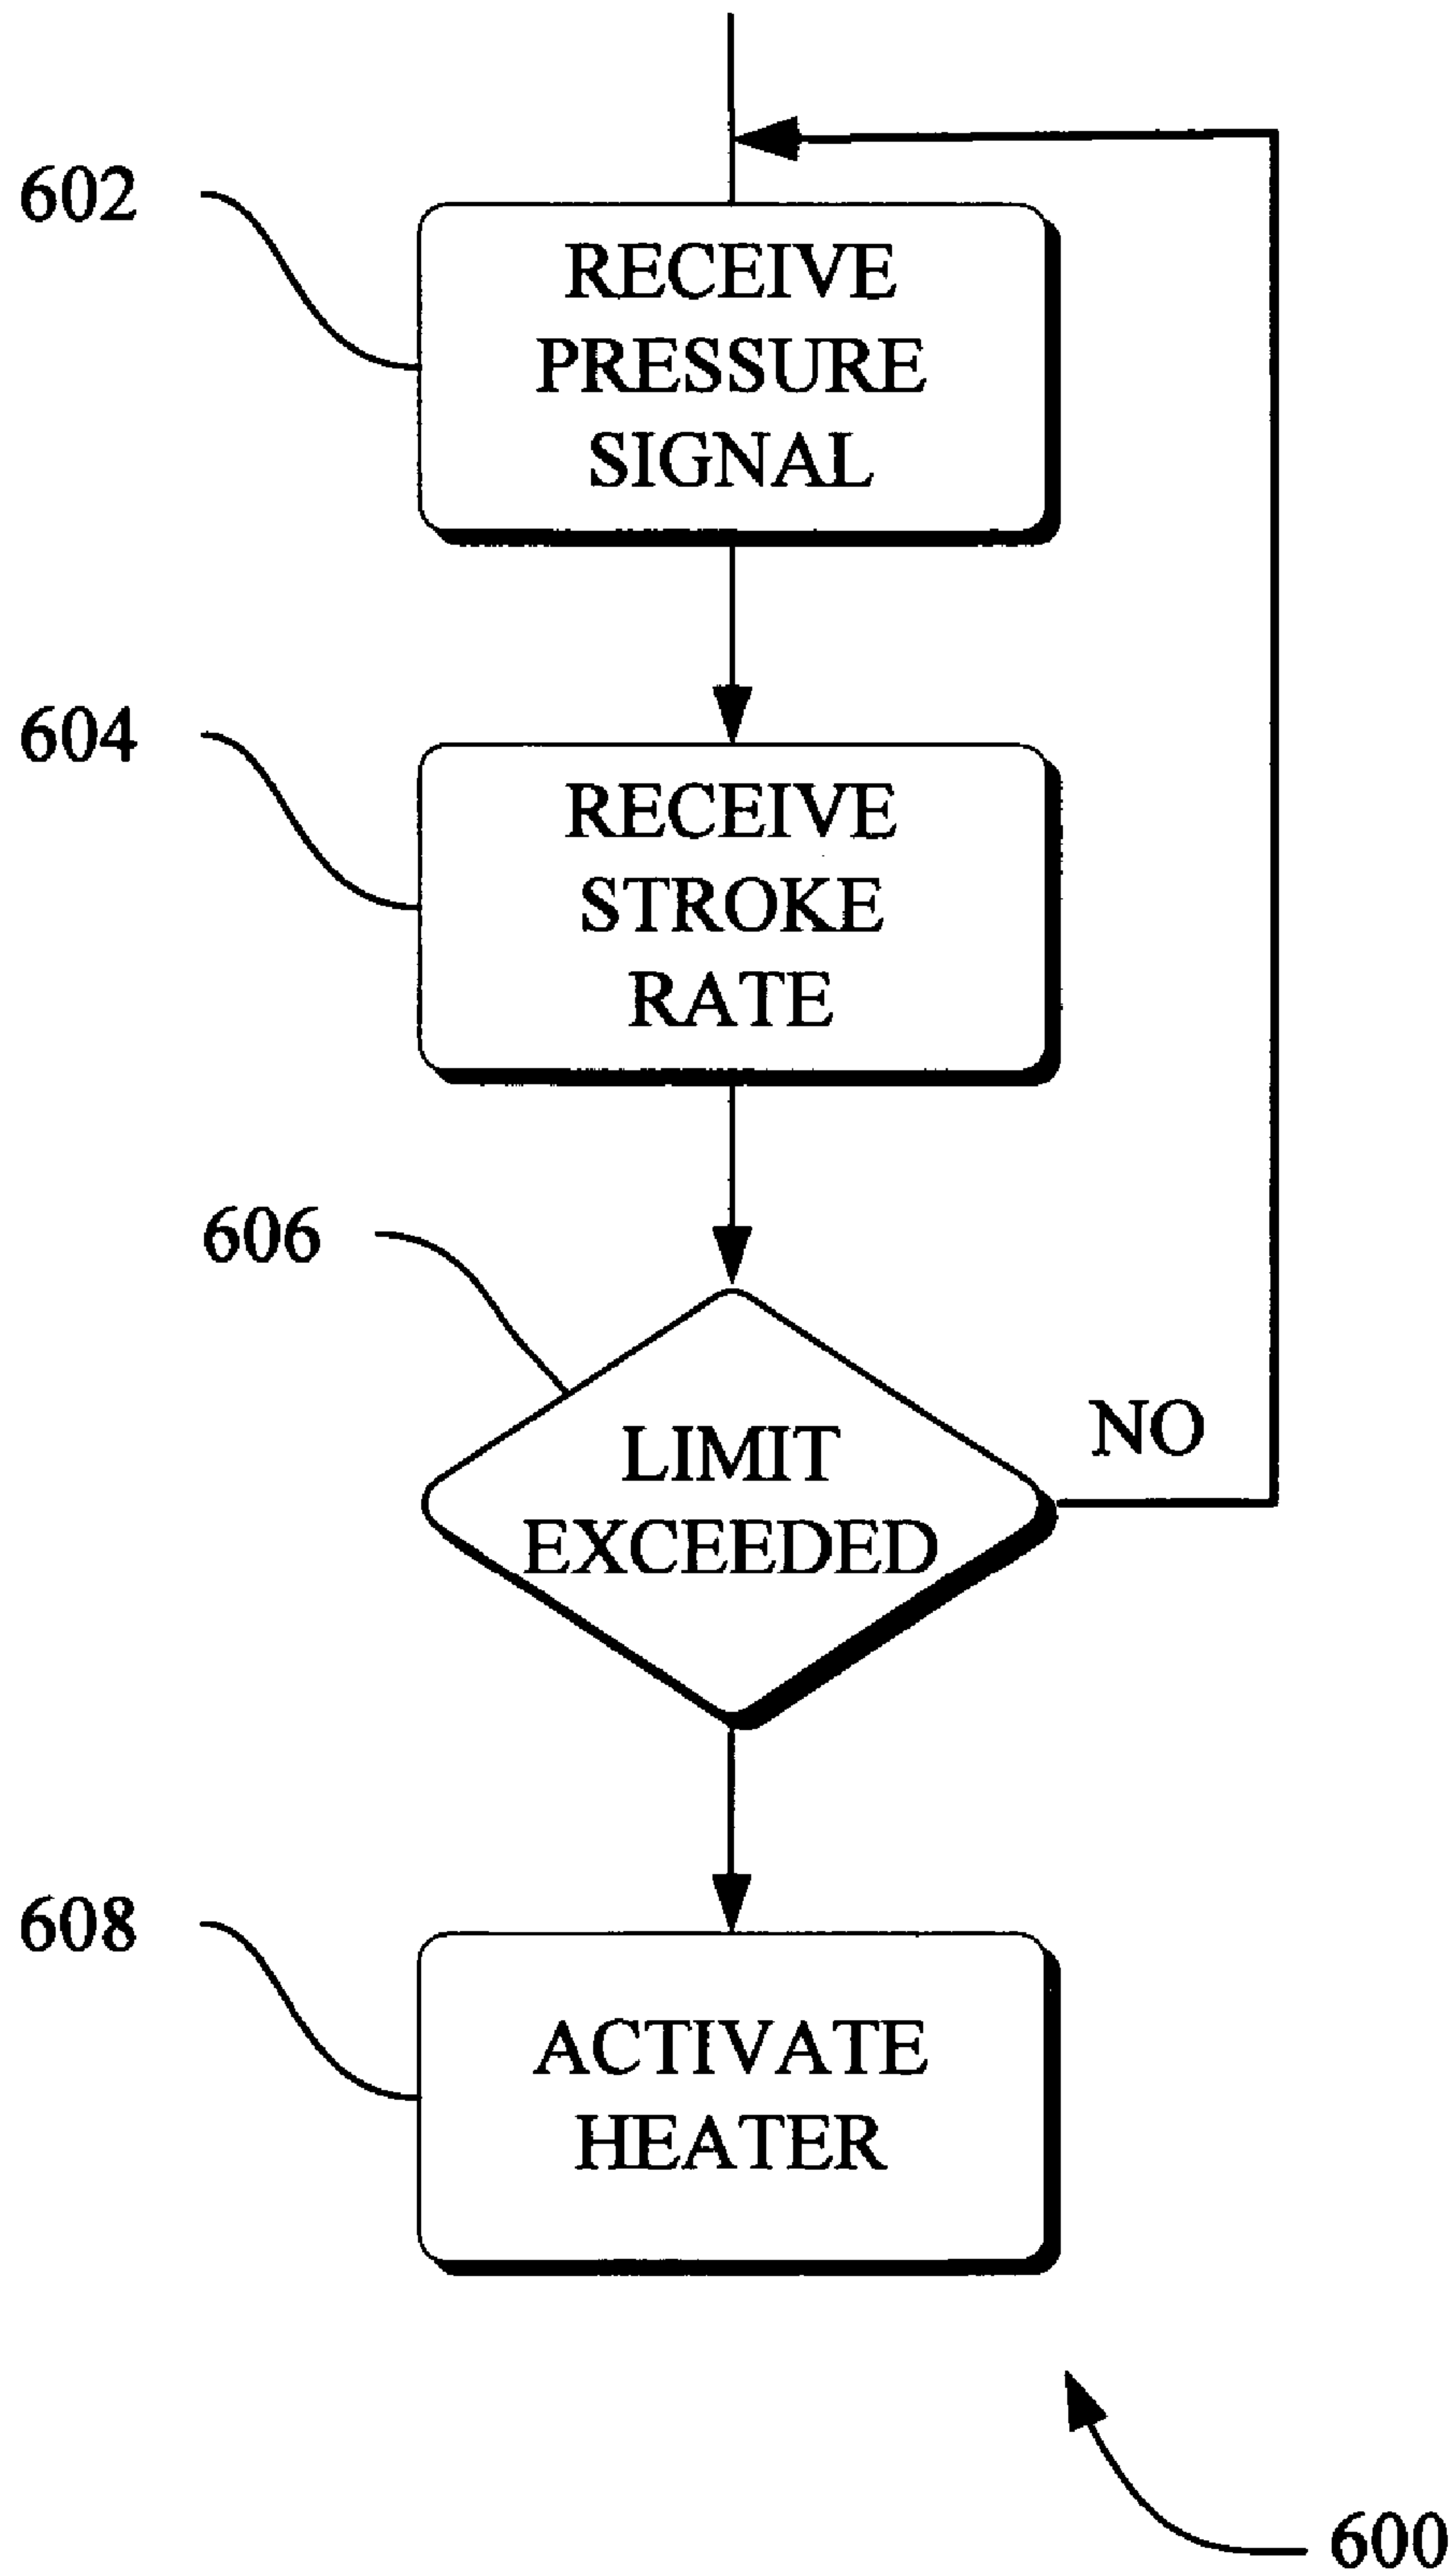 602
RECEIVE
PRESSURE
SIGNAL
604
RECEIVE
STROKE
RATE
606
LIMIT
EXCEEDED
NO
608
ACTIVATE
HEATER
600